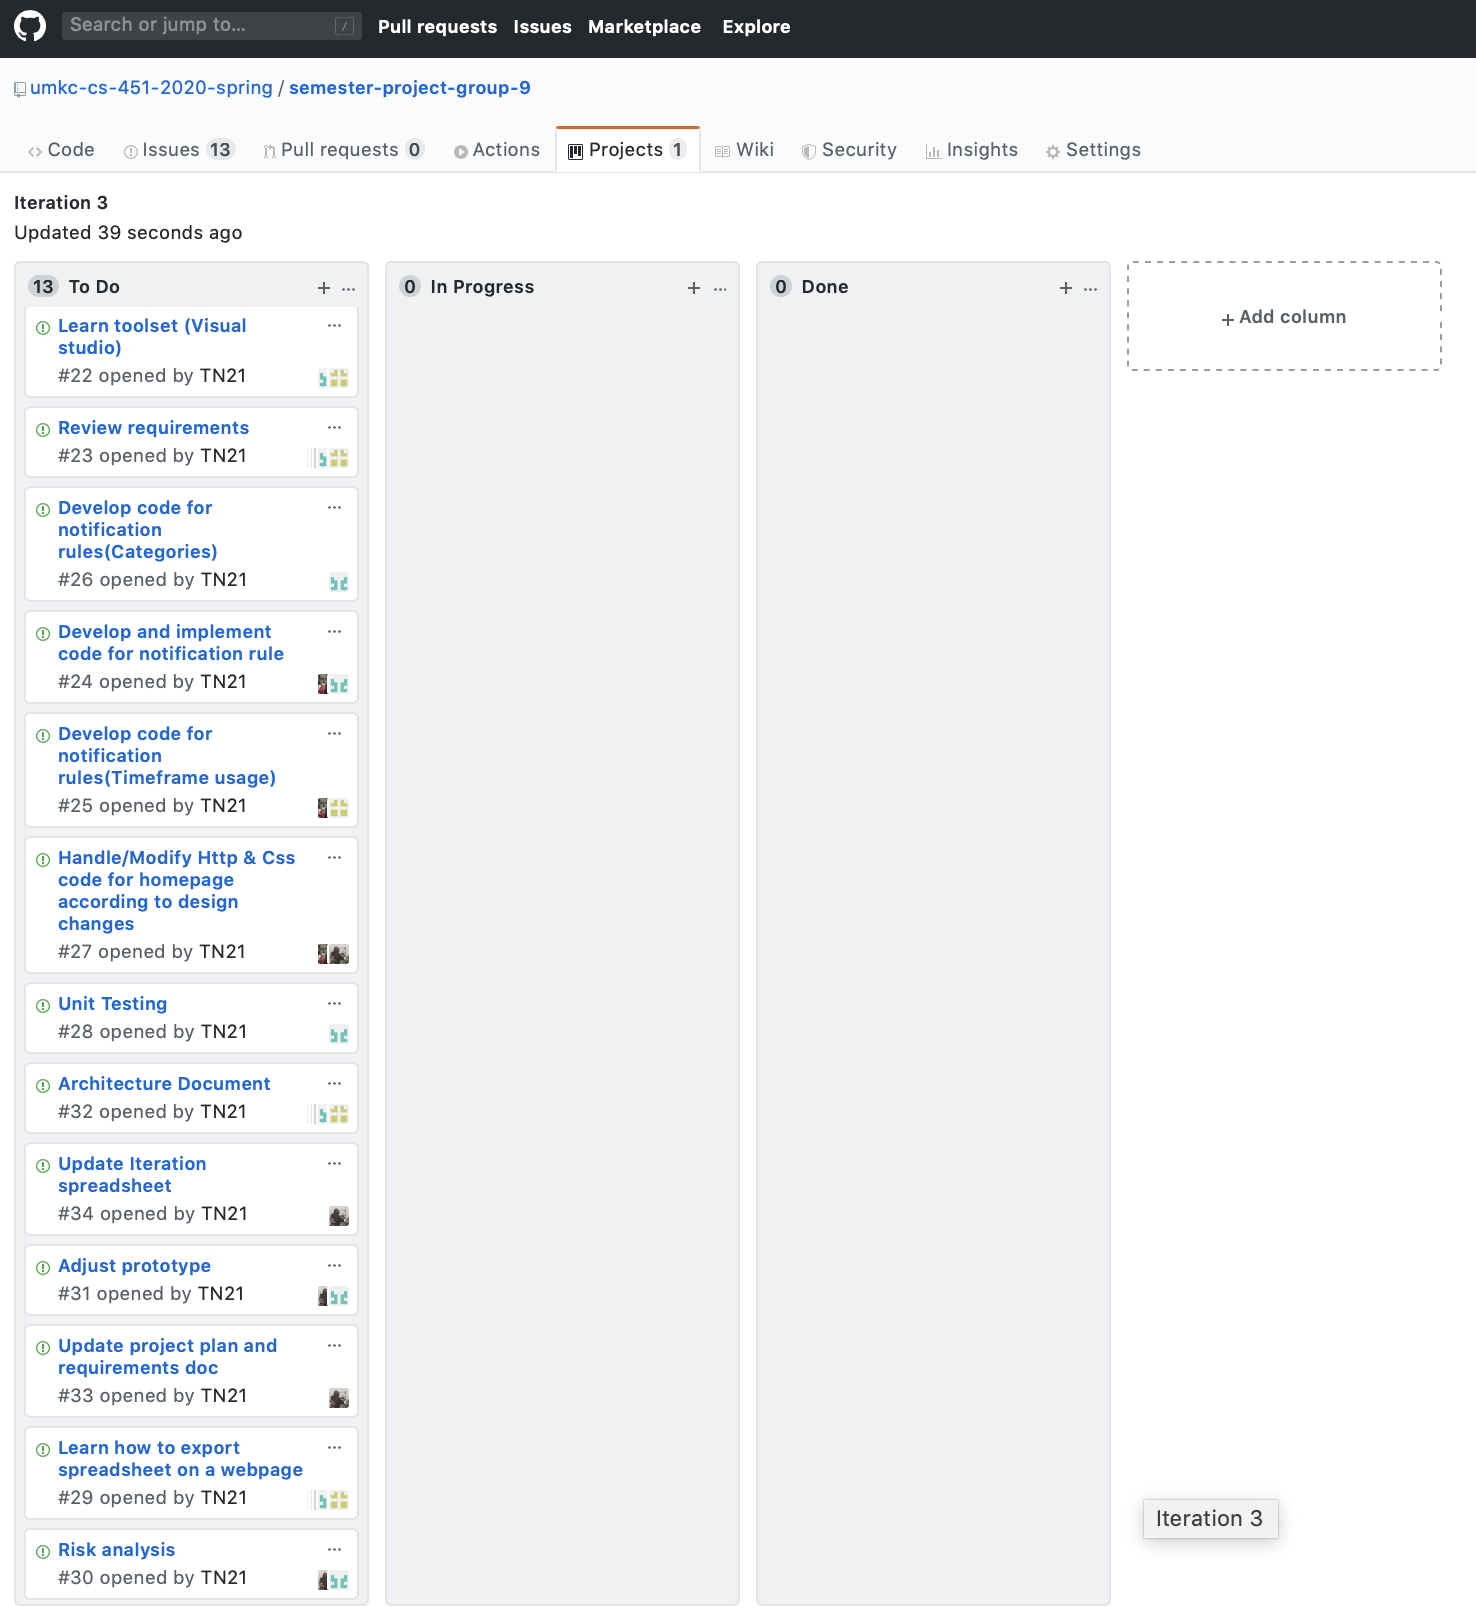 Search or jump to... /
Pull requests Issues Marketplace Explore
umkc-cs-451-2020-spring / semester-project-group-9
Code Issues 13 Pull requests 0 Actions Projects 1 Wiki Security Insights Settings
Iteration 3
Updated 39 seconds ago
13 To Do + ...
Learn toolset (Visual ...
studio)
#22 opened by TN21
Review requirements ...
#23 opened by TN21
Develop code for ...
notification
rules(Categories)
#26 opened by TN21
Develop and implement ...
code for notification rule
#24 opened by TN21
Develop code for ...
notification
rules(Timeframe usage)
#25 opened by TN21
Handle/Modify Http & Css ...
code for homepage
according to design
changes
#27 opened by TN21
Unit Testing ...
#28 opened by TN21
Architecture Document ...
#32 opened by TN21
Update Iteration ...
spreadsheet
#34 opened by TN21
Adjust prototype ...
#31 opened by TN21
Update project plan and ...
requirements doc
#33 opened by TN21
Learn how to export ...
spreadsheet on a webpage
#29 opened by TN21
Risk analysis ...
#30 opened by TN21
0 In Progress + ...
0 Done + ...
+ Add column
Iteration 3